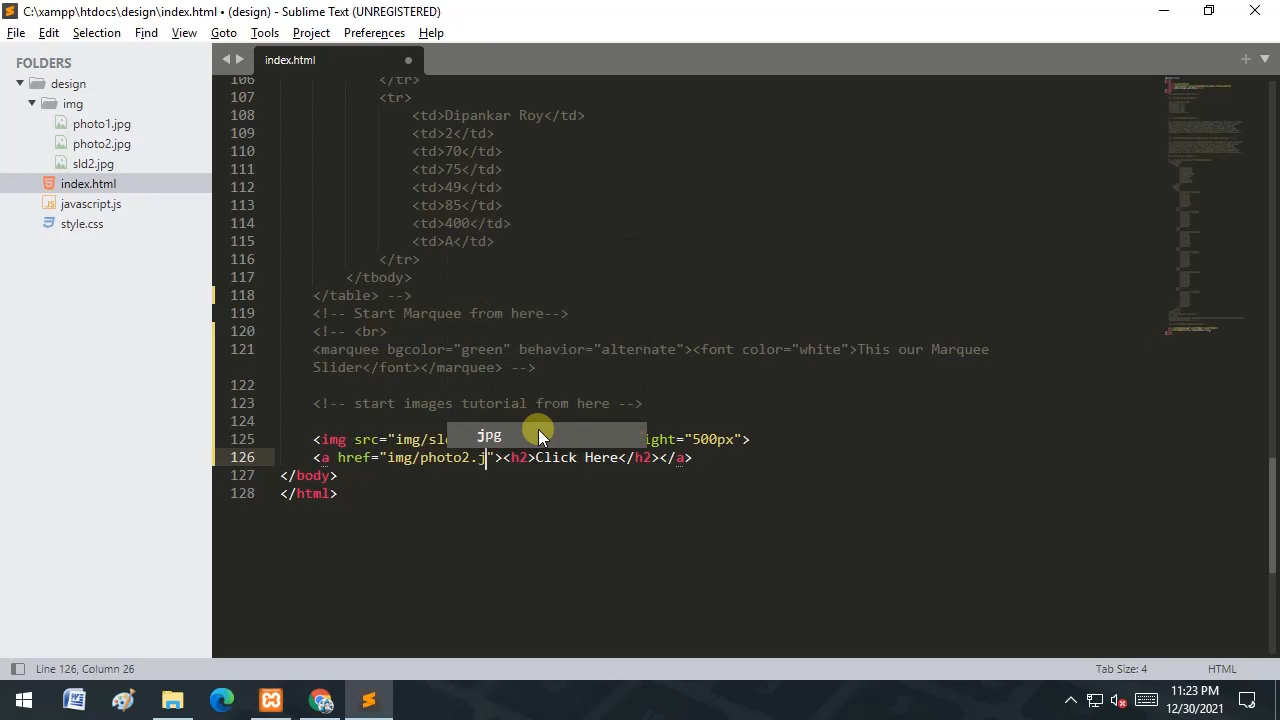 C:\xampp\htdocs\design\index.html • (design) - Sublime Text (UNREGISTERED)
File Edit Selection Find View Goto Tools Project Preferences Help
FOLDERS
design
img
photo1.jpg
photo2.jpg
sld2.jpg
index.html
javascript.js
style.css
index.html
106 </tr>
107 <tr>
108 <td>Dipankar Roy</td>
109 <td>2</td>
110 <td>70</td>
111 <td>75</td>
112 <td>49</td>
113 <td>85</td>
114 <td>400</td>
115 <td>A</td>
116 </tr>
117 </tbody>
118 </table> -->
119 <!-- Start Marquee from here-->
120 <!-- <br>
121 <marquee bgcolor="green" behavior="alternate"><font color="white">This our Marquee
Slider</font></marquee> -->
122
123 <!-- start images tutorial from here -->
124
jpg
125 <img src="img/sl ight="500px">
126 <a href="img/photo2.j"><h2>Click Here</h2></a>
127 </body>
128 </html>
Line 126, Column 26 Tab Size: 4 HTML
11:23 PM
12/30/2021